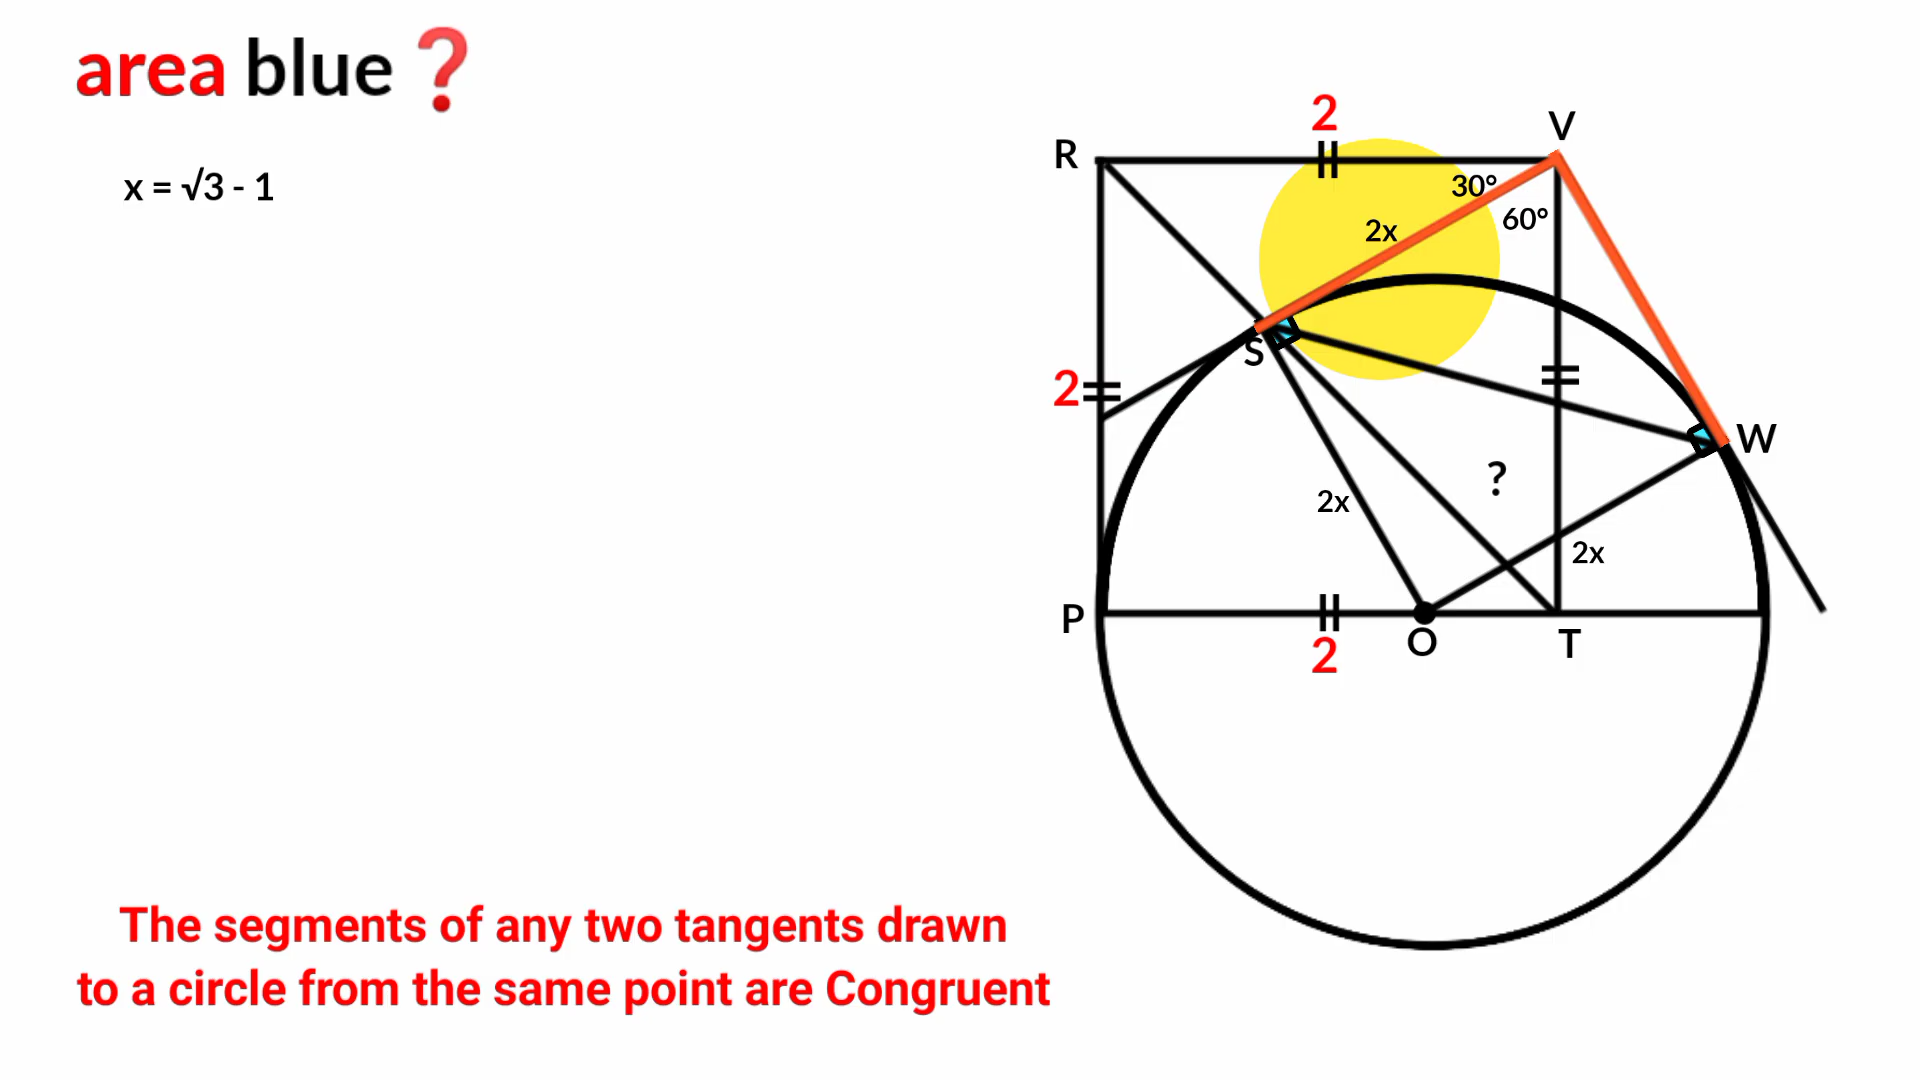 area blue ❓
x = √3 - 1
2
V
R
30°
60°
2x
S
2
W
?
2x
2x
P
O
T
2
The segments of any two tangents drawn
to a circle from the same point are Congruent